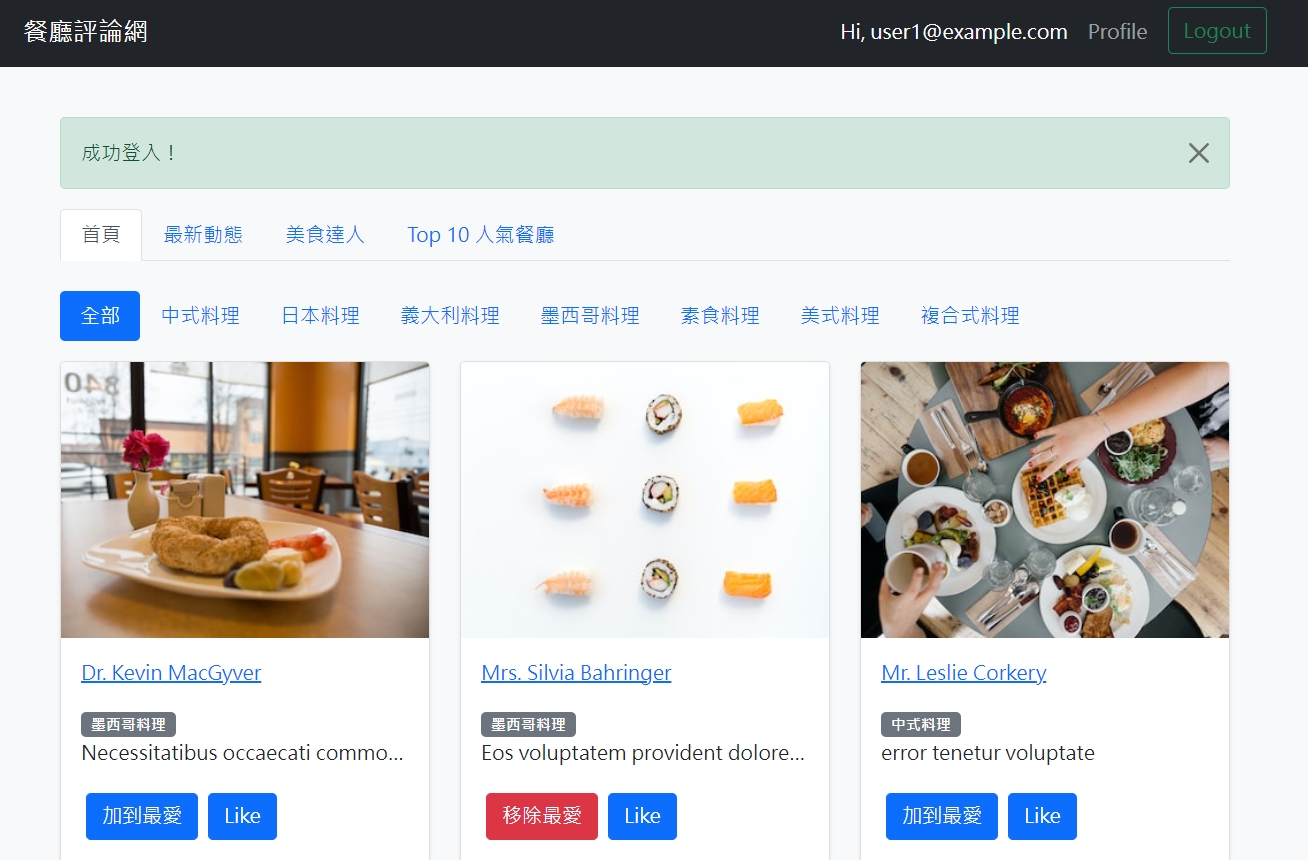 餐廳評論網
Hi, user1@example.com Profile Logout
成功登入！
首頁 最新動態 美食達人 Top 10 人氣餐廳
全部 中式料理 日本料理 義大利料理 墨西哥料理 素食料理 美式料理 複合式料理
840
Dr. Kevin MacGyver
墨西哥料理
Necessitatibus occaecati commo...
加到最愛 Like
Mrs. Silvia Bahringer
墨西哥料理
Eos voluptatem provident dolore...
移除最愛 Like
Mr. Leslie Corkery
中式料理
error tenetur voluptate
加到最愛 Like